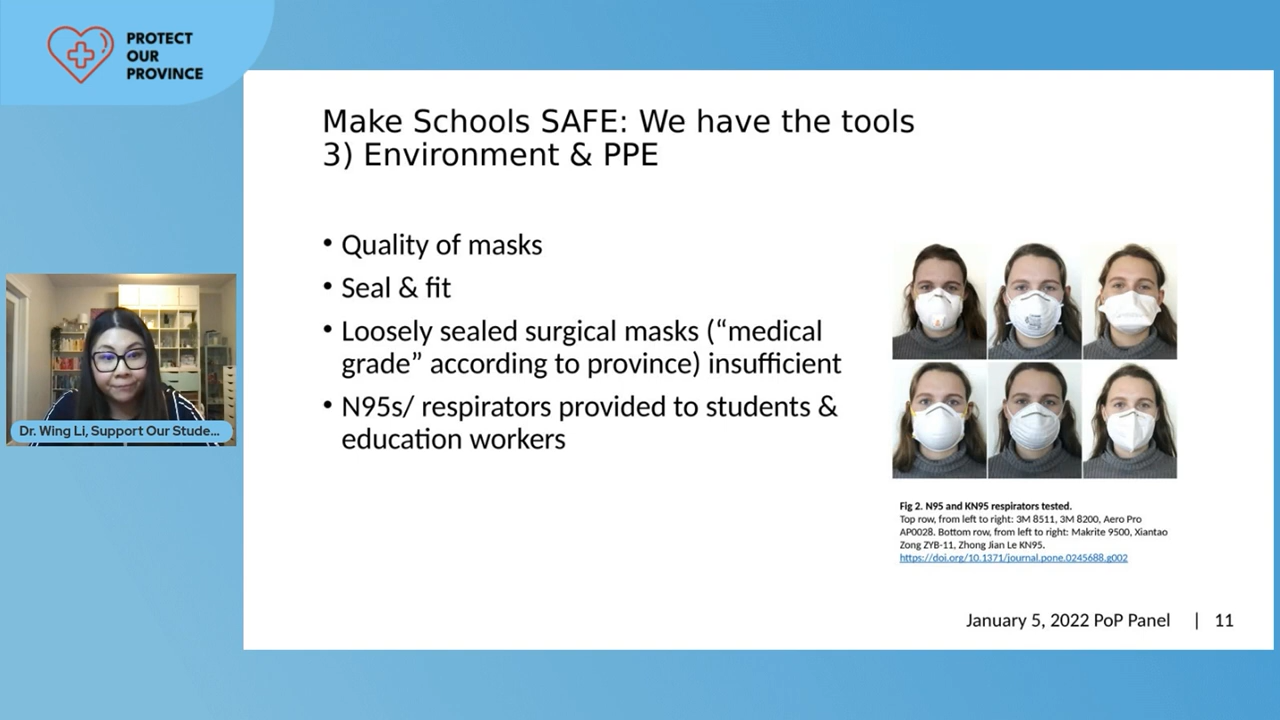 PROTECT
OUR
PROVINCE
Make Schools SAFE: We have the tools
3) Environment & PPE
• Quality of masks
• Seal & fit
• Loosely sealed surgical masks (“medical
grade” according to province) insufficient
• N95s/ respirators provided to students &
education workers
Fig 2. N95 and KN95 respirators tested.
Top row, from left to right: 3M 8511, 3M 8200, Aero Pro
AP0028. Bottom row, from left to right: Makrite 9500, Xiantao
Zong ZYB-11, Zhong Jian Le KN95.
https://doi.org/10.1371/journal.pone.0245688.g002
Dr. Wing Li, Support Our Stude...
January 5, 2022 PoP Panel | 11